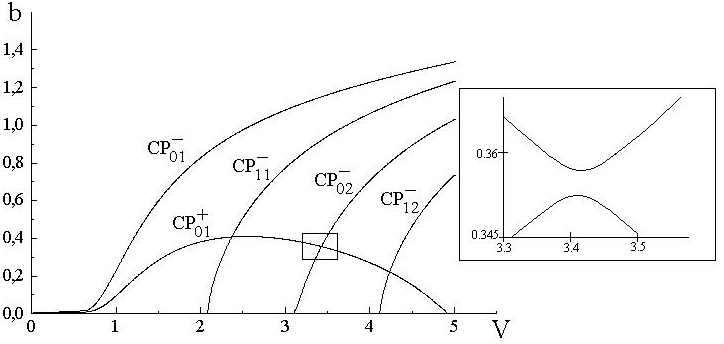 b
1,4
1,2
1,0
0,8
0,6
0,4
0,2
0,0
0 1 2 3 4 5 V
CP₀₁⁻
CP₁₁⁻
CP₀₂⁻
CP₁₂⁻
CP₀₁⁺
0.36
0.345
3.3 3.4 3.5